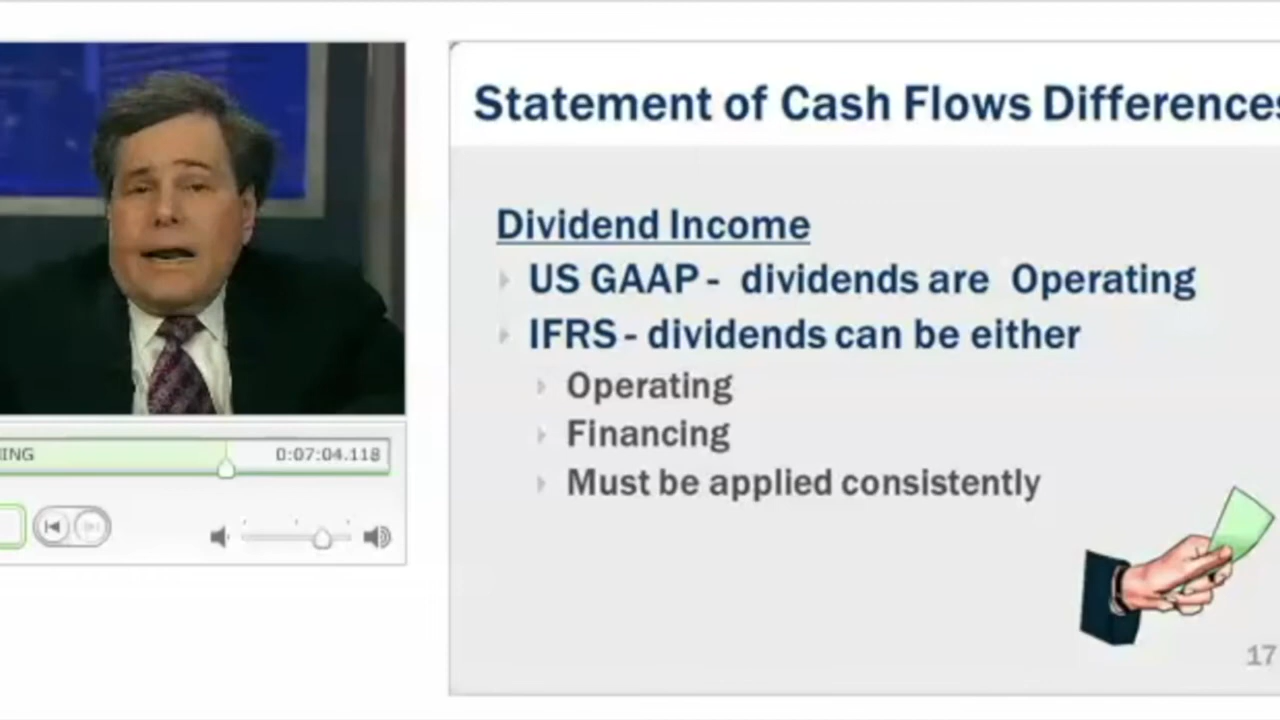 Statement of Cash Flows Differences
Dividend Income
US GAAP - dividends are Operating
IFRS - dividends can be either
Operating
Financing
Must be applied consistently
17
ING
0:07:04.118